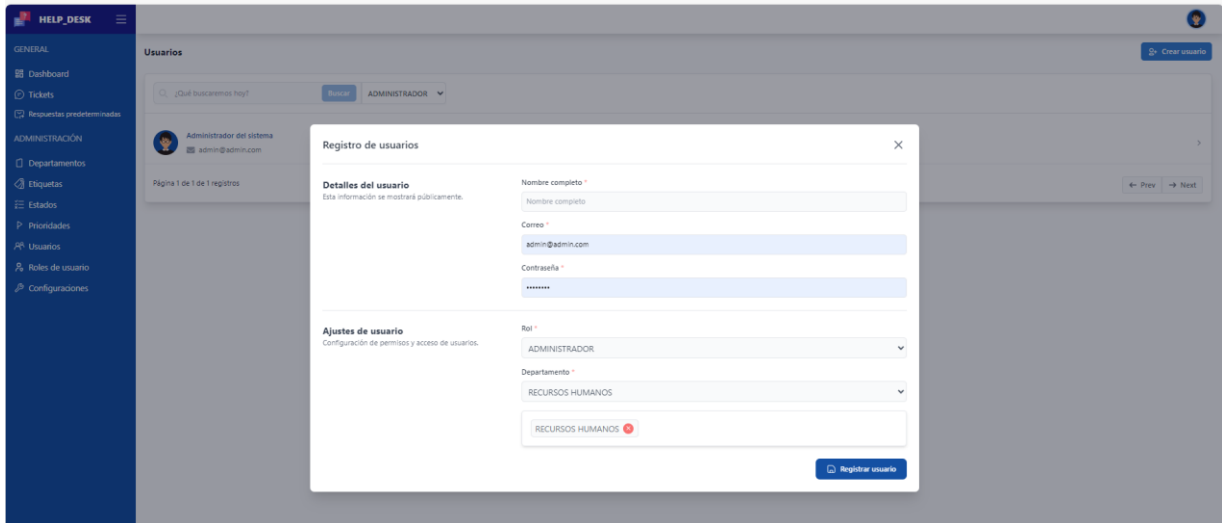 HELP_DESK
GENERAL
Dashboard
Tickets
Respuestas predeterminadas
ADMINISTRACIÓN
Departamentos
Etiquetas
Estados
Prioridades
Usuarios
Roles de usuario
Configuraciones
Usuarios
Crear usuario
¿Qué buscaremos hoy?
Buscar
ADMINISTRADOR
Administrador del sistema
admin@admin.com
Página 1 de 1 de 1 registros
← Prev
→ Next
Registro de usuarios
Detalles del usuario
Esta información se mostrará públicamente.
Nombre completo *
Nombre completo
Correo *
admin@admin.com
Contraseña *
••••••••
Ajustes de usuario
Configuración de permisos y acceso de usuarios.
Rol *
ADMINISTRADOR
Departamento *
RECURSOS HUMANOS
RECURSOS HUMANOS
Registrar usuario